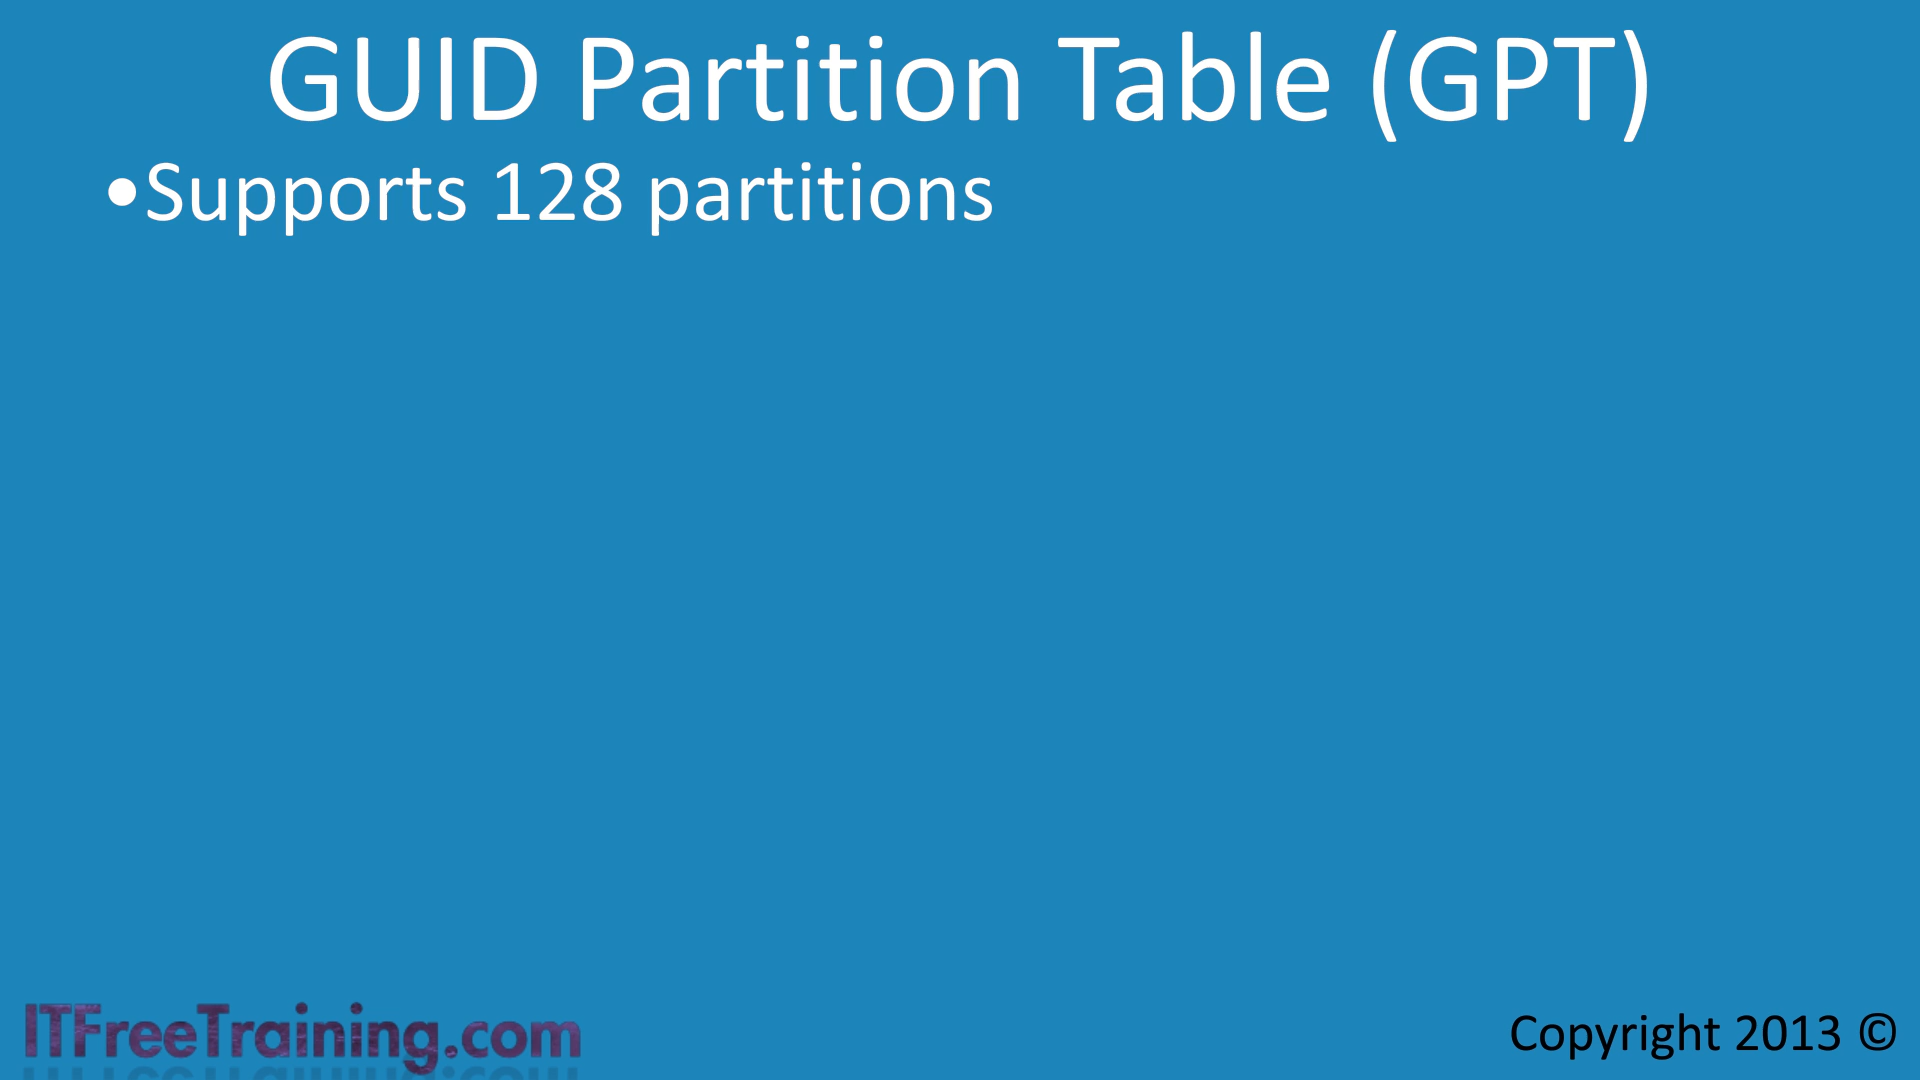 GUID Partition Table (GPT)
•Supports 128 partitions
ITFreeTraining.com
Copyright 2013 ©